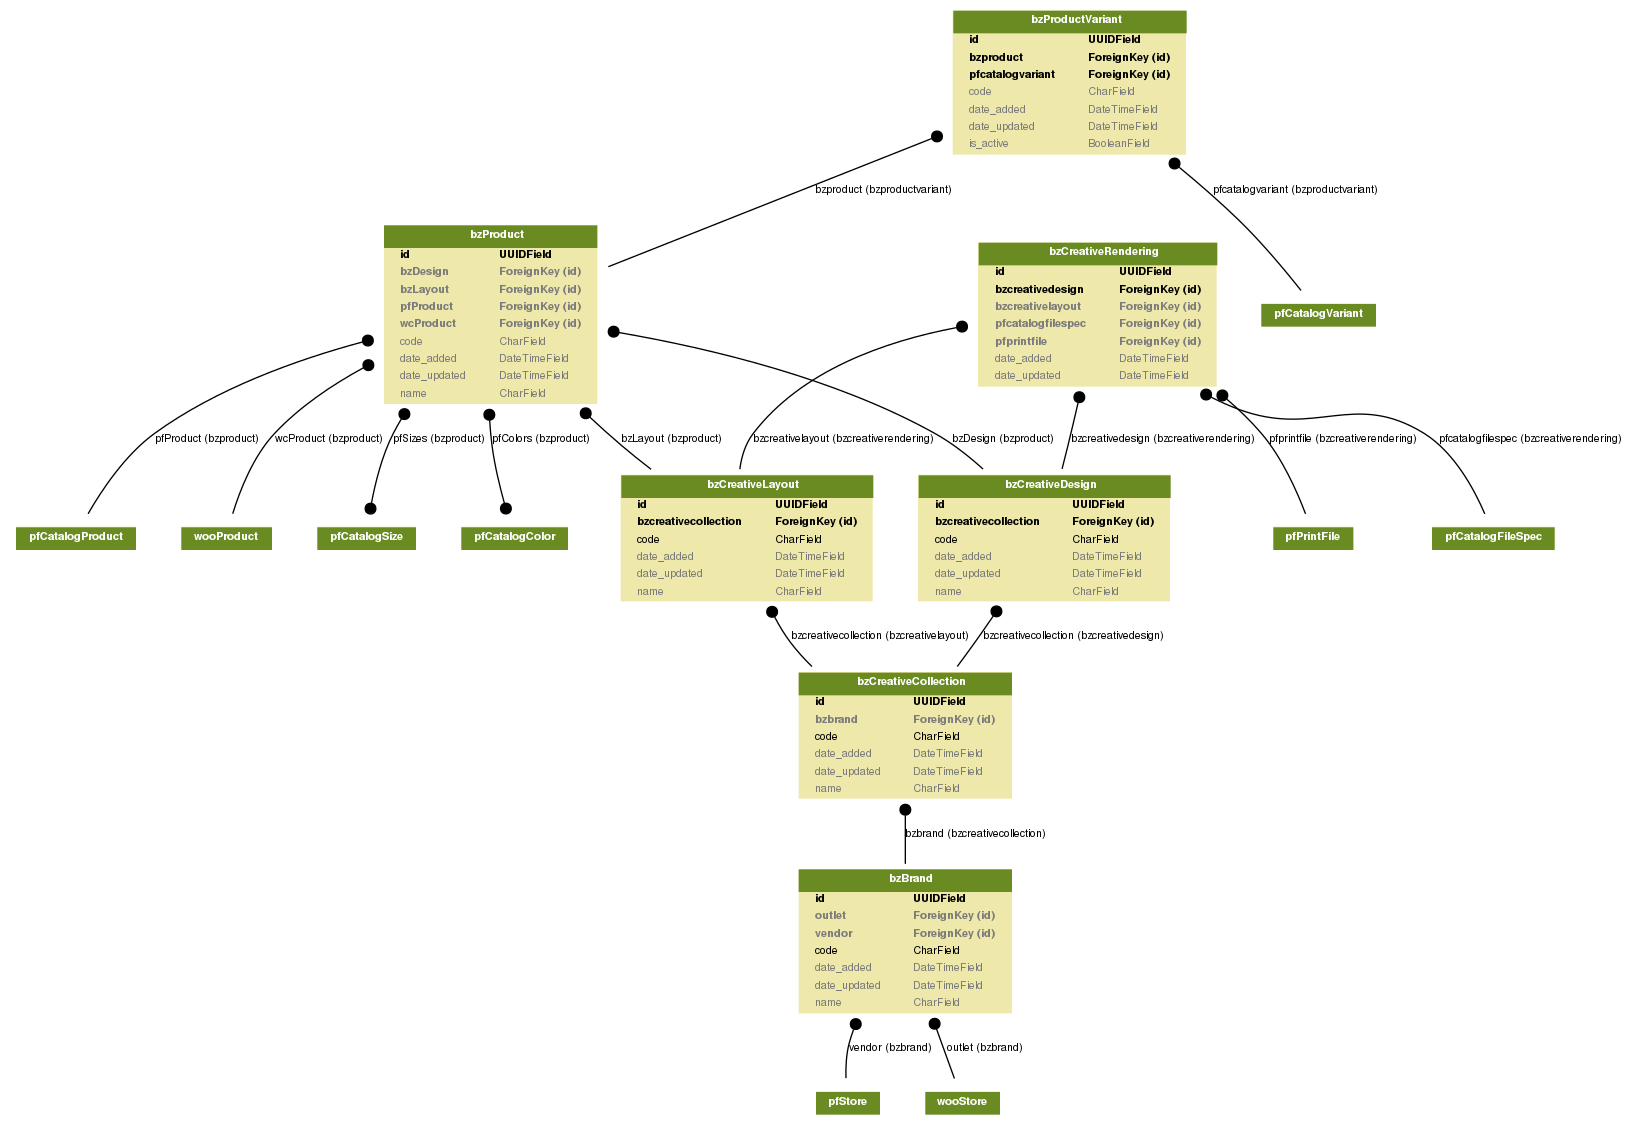 bzProductVariant
id UUIDField
bzproduct ForeignKey (id)
pfcatalogvariant ForeignKey (id)
code CharField
date_added DateTimeField
date_updated DateTimeField
is_active BooleanField
bzproduct (bzproductvariant)
pfcatalogvariant (bzproductvariant)
bzProduct
id UUIDField
bzDesign ForeignKey (id)
bzLayout ForeignKey (id)
pfProduct ForeignKey (id)
wcProduct ForeignKey (id)
code CharField
date_added DateTimeField
date_updated DateTimeField
name CharField
bzCreativeRendering
id UUIDField
bzcreativedesign ForeignKey (id)
bzcreativelayout ForeignKey (id)
pfcatalogfilespec ForeignKey (id)
pfprintfile ForeignKey (id)
date_added DateTimeField
date_updated DateTimeField
pfCatalogVariant
pfProduct (bzproduct)
wcProduct (bzproduct)
pfSizes (bzproduct)
pfColors (bzproduct)
bzLayout (bzproduct)
bzcreativelayout (bzcreativerendering)
bzDesign (bzproduct)
bzcreativedesign (bzcreativerendering)
pfprintfile (bzcreativerendering)
pfcatalogfilespec (bzcreativerendering)
pfCatalogProduct
wooProduct
pfCatalogSize
pfCatalogColor
bzCreativeLayout
id UUIDField
bzcreativecollection ForeignKey (id)
code CharField
date_added DateTimeField
date_updated DateTimeField
name CharField
bzCreativeDesign
id UUIDField
bzcreativecollection ForeignKey (id)
code CharField
date_added DateTimeField
date_updated DateTimeField
name CharField
pfPrintFile
pfCatalogFileSpec
bzcreativecollection (bzcreativelayout)
bzcreativecollection (bzcreativedesign)
bzCreativeCollection
id UUIDField
bzbrand ForeignKey (id)
code CharField
date_added DateTimeField
date_updated DateTimeField
name CharField
bzbrand (bzcreativecollection)
bzBrand
id UUIDField
outlet ForeignKey (id)
vendor ForeignKey (id)
code CharField
date_added DateTimeField
date_updated DateTimeField
name CharField
vendor (bzbrand)
outlet (bzbrand)
pfStore
wooStore